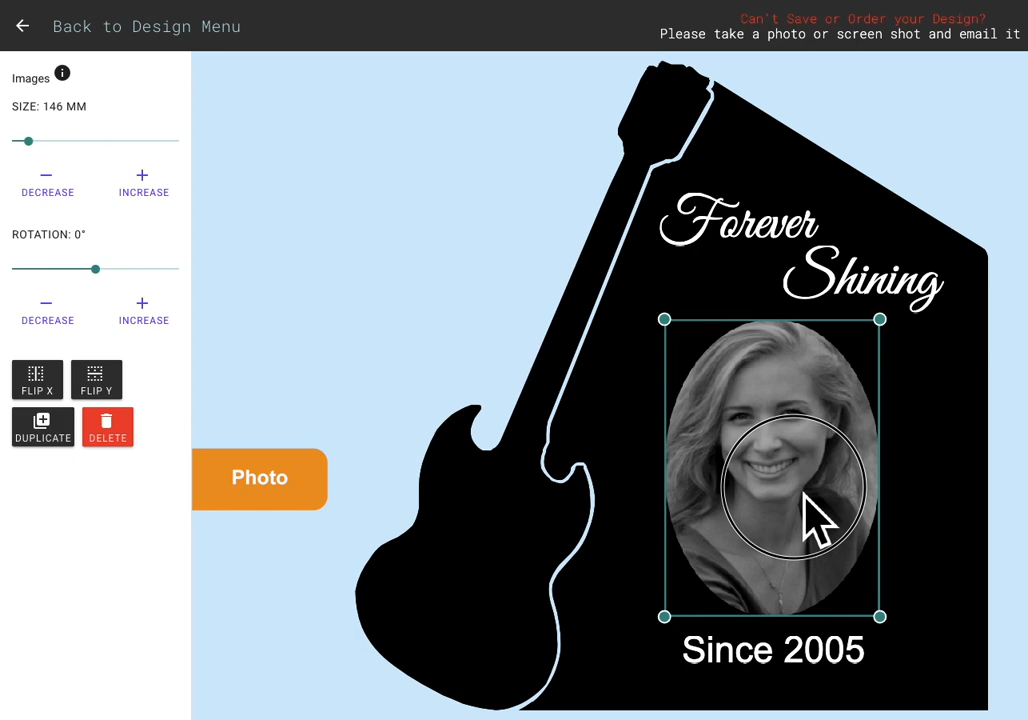 Back to Design Menu
Can't Save or Order your Design?
Please take a photo or screen shot and email it
Images
SIZE: 146 MM
DECREASE
INCREASE
ROTATION: 0°
DECREASE
INCREASE
FLIP X
FLIP Y
DUPLICATE
DELETE
Photo
Forever
Shining
Since 2005